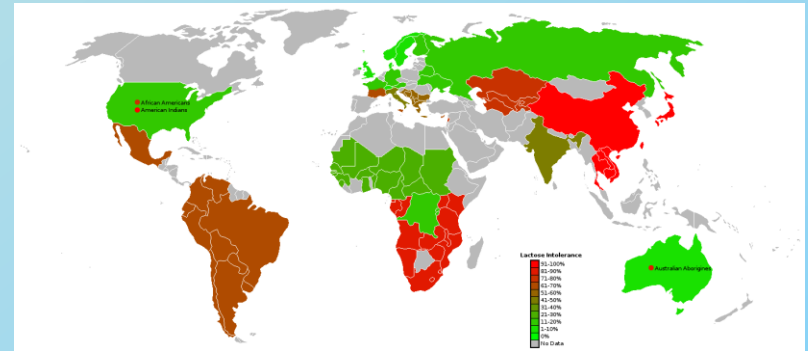 African Americans
American Indians
Australian Aborigines
Lactose Intolerance
91-100%
81-90%
71-80%
61-70%
51-60%
41-50%
31-40%
21-30%
11-20%
1-10%
0%
No Data